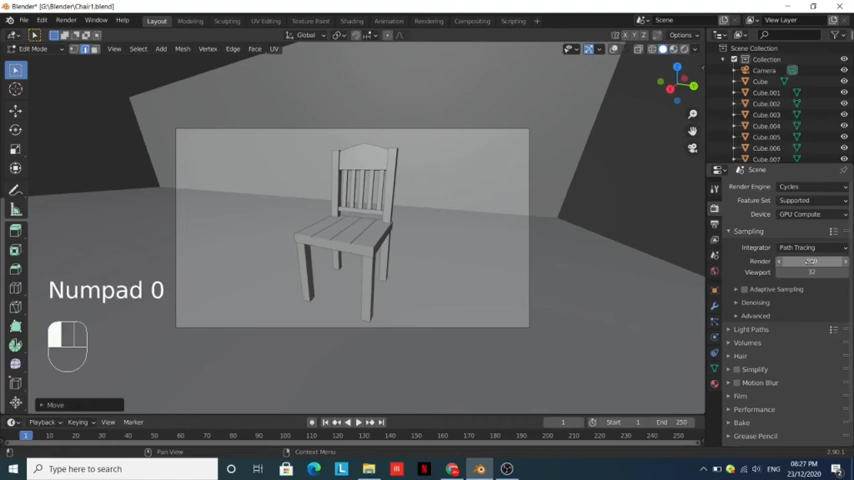 Blender* [G:\Blender\Chair1.blend]
File Edit Render Window Help Layout Modeling Sculpting UV Editing Texture Paint Shading Animation Rendering Compositing Scripting + Scene View Layer
Global X Y Z Options
Edit Mode View Select Add Mesh Vertex Edge Face UV
Scene Collection
Collection
Camera
Cube
Cube.001
Cube.002
Cube.003
Cube.004
Cube.005
Cube.006
Cube.007
Scene
Render Engine Cycles
Feature Set Supported
Device GPU Compute
Sampling
Integrator Path Tracing
Render
Viewport 32
Adaptive Sampling
Denoising
Advanced
Light Paths
Volumes
Hair
Simplify
Motion Blur
Film
Performance
Bake
Grease Pencil
Numpad 0
Move
Playback Keying View Marker 1 Start 1 End 250
1 10 20 30 40 50 60 70 80 90 100 110 120 130 140 150 160 170 180 190 200 210 220 230 240 250
Select Pan View Context Menu 2.90.1
Type here to search
ENG
08:27 PM
23/12/2020